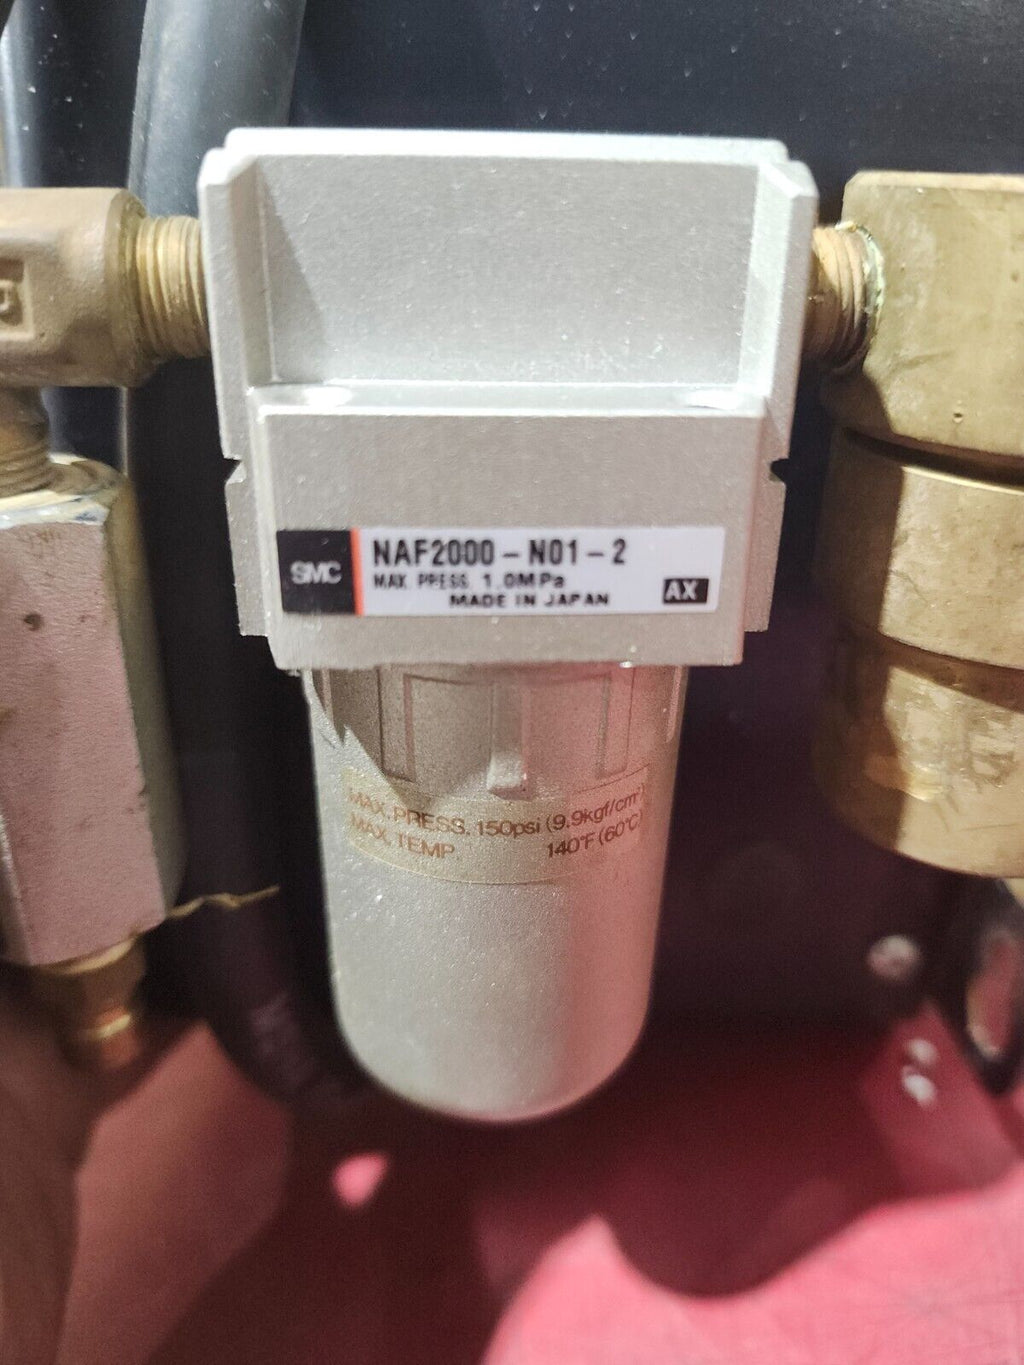 SMC
NAF2000-N01-2
MAX. PRESS. 1.0MPa
MADE IN JAPAN
AX
MAX. PRESS. 150psi (9.9kgf/cm²)
MAX. TEMP. 140°F (60°C)